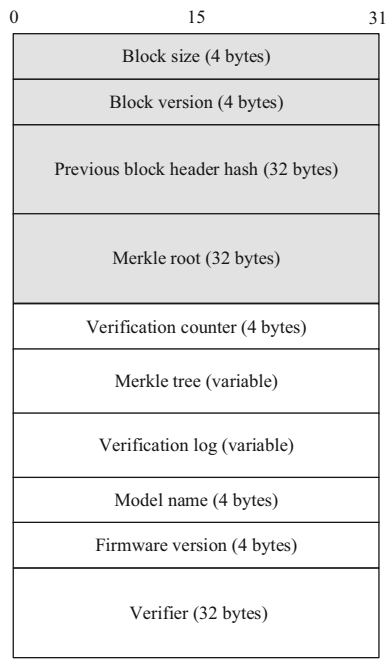 0 15 31
Block size (4 bytes)
Block version (4 bytes)
Previous block header hash (32 bytes)
Merkle root (32 bytes)
Verification counter (4 bytes)
Merkle tree (variable)
Verification log (variable)
Model name (4 bytes)
Firmware version (4 bytes)
Verifier (32 bytes)